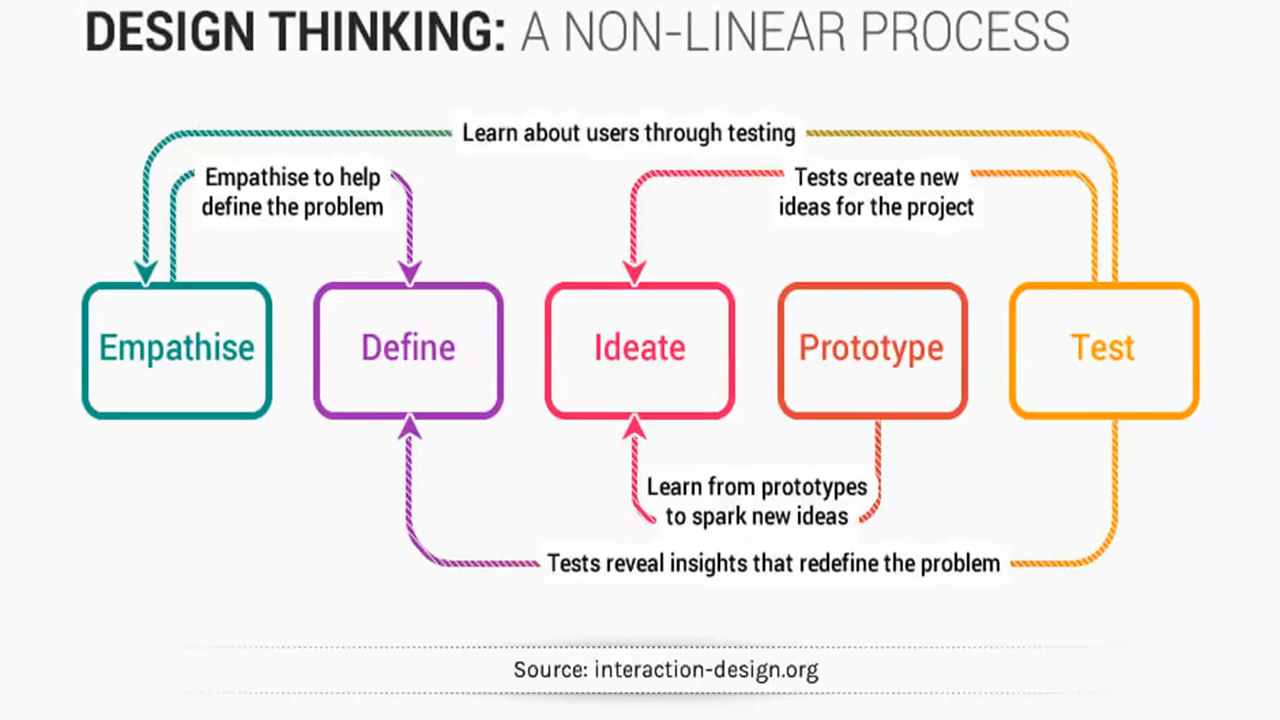 DESIGN THINKING: A NON-LINEAR PROCESS
Learn about users through testing
Empathise to help
define the problem
Tests create new
ideas for the project
Empathise
Define
Ideate
Prototype
Test
Learn from prototypes
to spark new ideas
Tests reveal insights that redefine the problem
Source: interaction-design.org